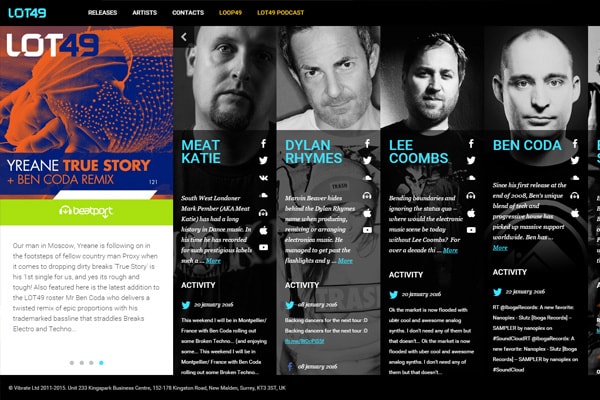 LOT49
RELEASES
ARTISTS
CONTACTS
LOOP49
LOT49 PODCAST
LOT49
YREANE TRUE STORY
+ BEN CODA REMIX
121
beatport
Our man in Moscow, Yreane is following on in
the footsteps of fellow country man Proxy when
it comes to dropping dirty breaks 'True Story' is
his 1st single for us, and yes its rough and
tough! Also featured here is the latest addition to
the LOT49 roster Mr Ben Coda who delivers a
twisted remix of epic proportions with his
trademarked bassline that straddles Breaks
Electro and Techno...
MEAT
KATIE
South West Londoner
Mark Pember (AKA Meat
Katie) has had a long
history in Dance music. In
his time he has recorded
for such prestigious labels
such a ... More
ACTIVITY
20 january 2016
This weekend I will be in Montpellier/
France with Ben Coda rolling out
some Broken Techno... (and enjoying
some... This weekend I will be in
Montpellier/ France with Ben Coda
rolling out some Broken Techno...
DYLAN
RHYMES
Marvin Beaver hides
behind the Dylan Rhymes
name when producing,
remixing or arranging
electronic music. He
managed to put the
flashlights and y ... More
ACTIVITY
08 january 2016
Backing dancers for the next tour :0
Backing dancers for the next tour :0
08 january 2016
LEE
COOMBS
Bending boundaries and
ignoring the status quo –
where would the electronic
music scene be today
without Lee Coombs? For
over a decade thi ... More
ACTIVITY
20 january 2016
Ok the market is flooded with
uber cool and awesome analog
synths. I don't need any of them
but that doesn't... Ok the market is
flooded with uber cool and awesome
analog synths. I don't need any of
them but that doesn't...
BEN CODA
Since his first release at the
end of 2008, Ben's unique
blend of tech and
progressive house has
picked up massive support
worldwide. Ben has ...
More
ACTIVITY
20 january 2016
RT @IbogaRecords: A new favorite:
Nanoplex - Slutz [Iboga Records] –
SAMPLER by nanoplex on
#SoundCloudRT @IbogaRecords: A
new favorite: Nanoplex - Slutz [Iboga
Records] – SAMPLER by nanoplex on
#SoundCloud
© Vibrate Ltd 2011-2015. Unit 233 Kingspark Business Centre, 152-178 Kingston Road, New Malden, Surrey, KT3 3ST, UK